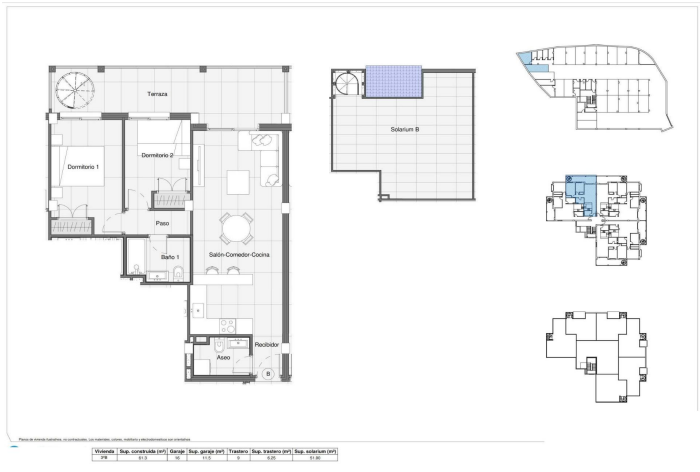 Terraza
Dormitorio 1
Dormitorio 2
Solarium B
Paso
Baño 1
Salón-Comedor-Cocina
Recibidor
Aseo
B
Vivienda Sup. construida (m²) Garaje Sup. garaje (m²) Trastero Sup. trastero (m²) Sup. solarium (m²)